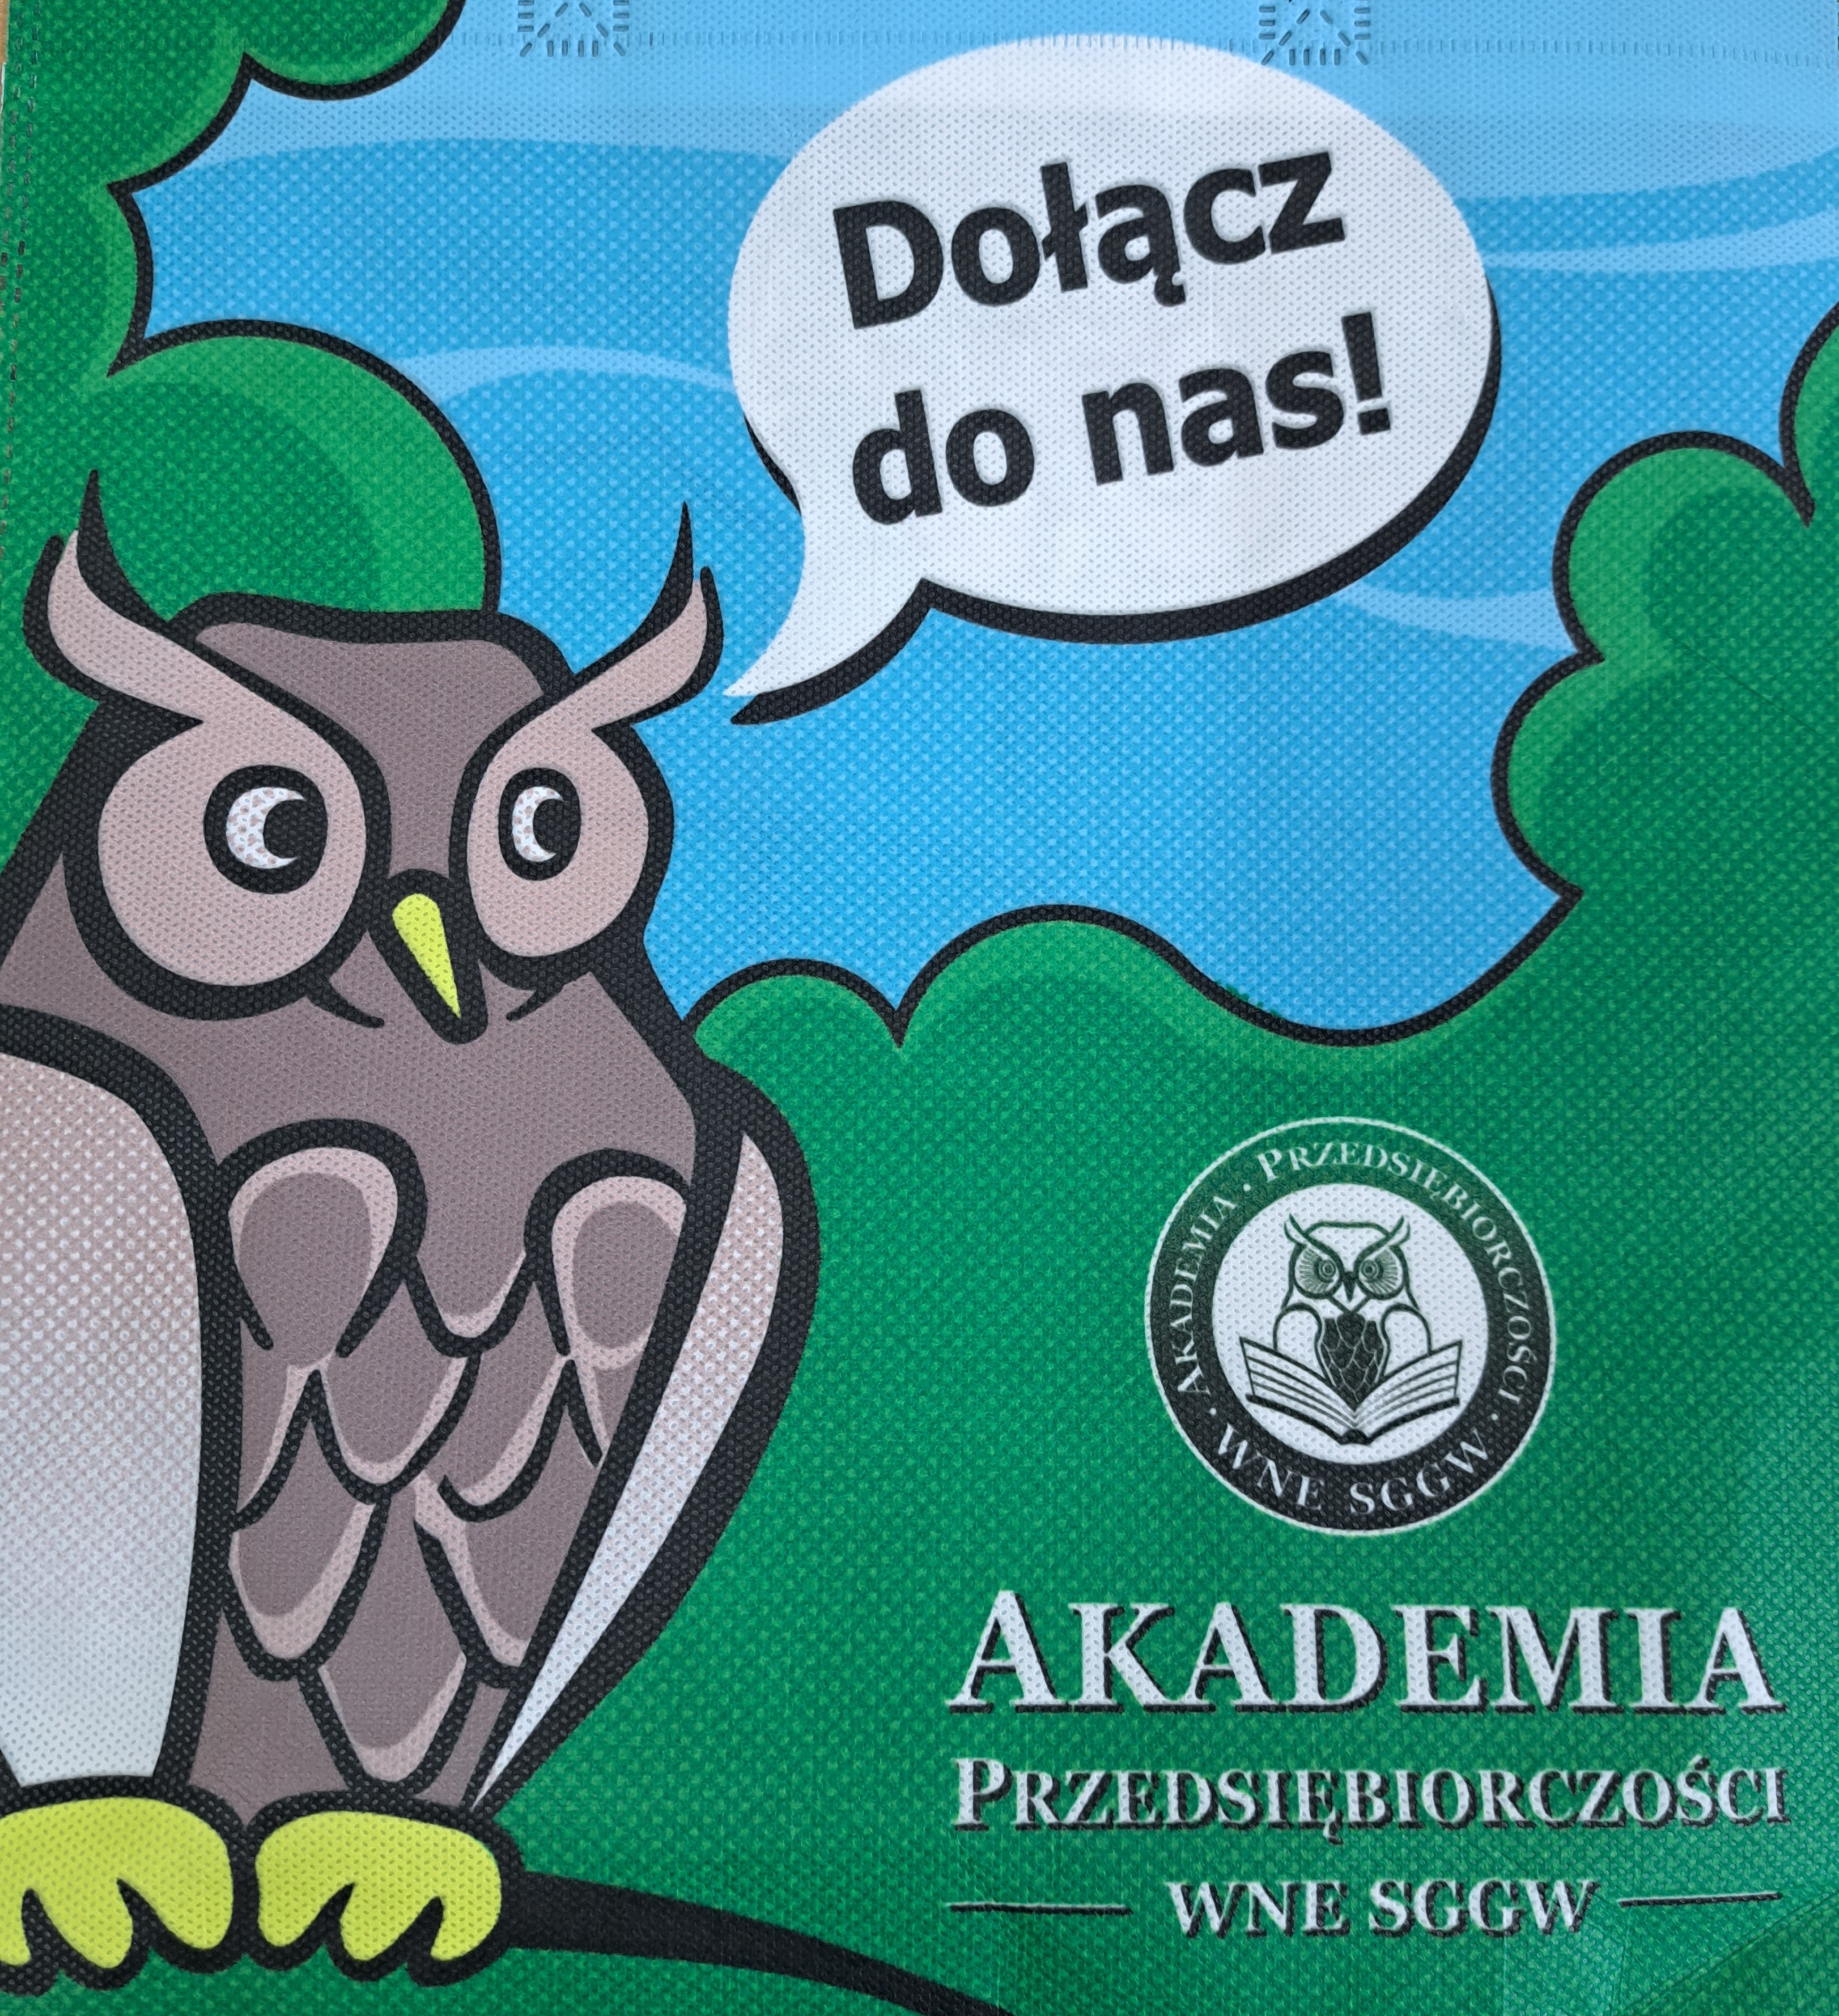 Dołącz
do nas!
AKADEMIA · PRZEDSIĘBIORCZOŚCI ·
WNE SGGW
AKADEMIA
PRZEDSIĘBIORCZOŚCI
WNE SGGW